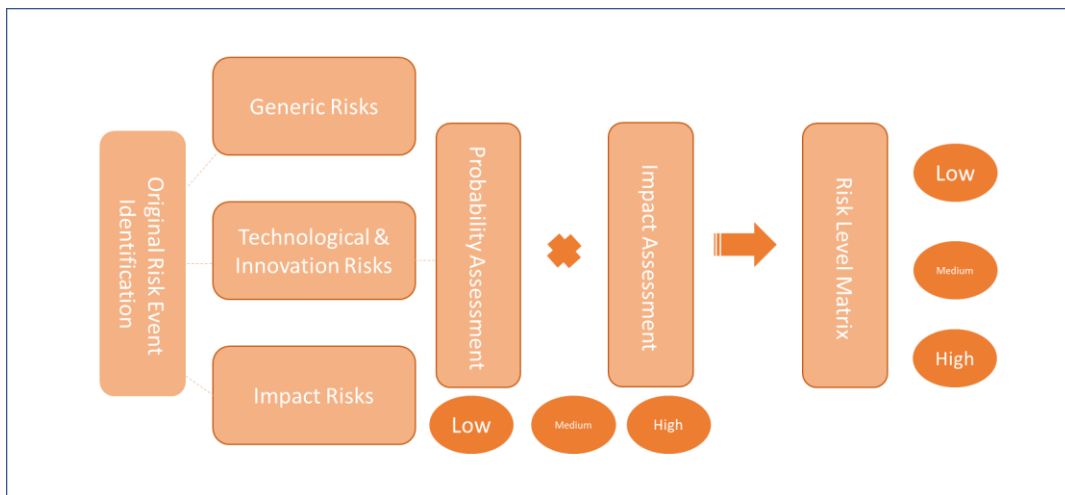 Original Risk Event
Identification
Generic Risks
Technological &
Innovation Risks
Impact Risks
Probability Assessment
Impact Assessment
Low
Medium
High
Risk Level Matrix
Low
Medium
High